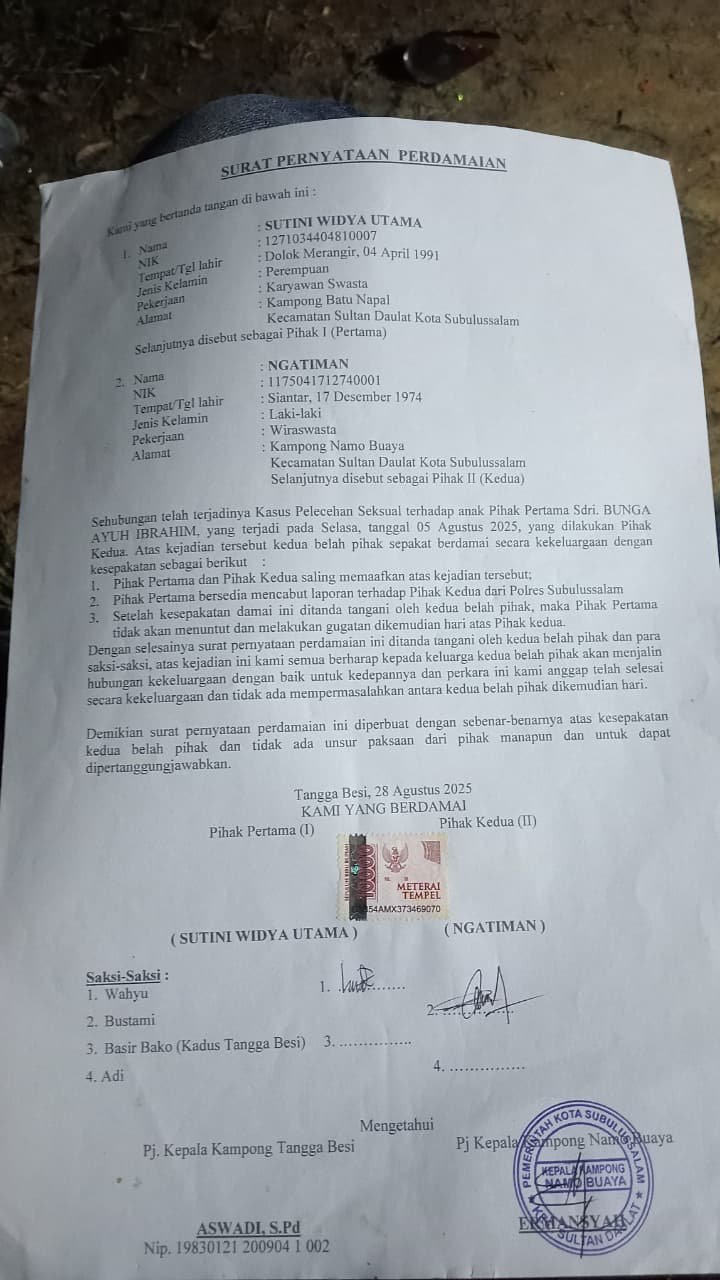 SURAT PERNYATAAN PERDAMAIAN
Kami yang bertanda tangan di bawah ini :
1. Nama : SUTINI WIDYA UTAMA
NIK : 1271034404810007
Tempat/Tgl lahir : Dolok Merangir, 04 April 1991
Jenis Kelamin : Perempuan
Pekerjaan : Karyawan Swasta
Alamat : Kampong Batu Napal
Kecamatan Sultan Daulat Kota Subulussalam
Selanjutnya disebut sebagai Pihak I (Pertama)
2. Nama : NGATIMAN
NIK : 1175041712740001
Tempat/Tgl lahir : Siantar, 17 Desember 1974
Jenis Kelamin : Laki-laki
Pekerjaan : Wiraswasta
Alamat : Kampong Namo Buaya
Kecamatan Sultan Daulat Kota Subulussalam
Selanjutnya disebut sebagai Pihak II (Kedua)
Sehubungan telah terjadinya Kasus Pelecehan Seksual terhadap anak Pihak Pertama Sdri. BUNGA
AYUH IBRAHIM, yang terjadi pada Selasa, tanggal 05 Agustus 2025, yang dilakukan Pihak
Kedua. Atas kejadian tersebut kedua belah pihak sepakat berdamai secara kekeluargaan dengan
kesepakatan sebagai berikut :
1. Pihak Pertama dan Pihak Kedua saling memaafkan atas kejadian tersebut;
2. Pihak Pertama bersedia mencabut laporan terhadap Pihak Kedua dari Polres Subulussalam
3. Setelah kesepakatan damai ini ditanda tangani oleh kedua belah pihak, maka Pihak Pertama
tidak akan menuntut dan melakukan gugatan dikemudian hari atas Pihak kedua.
Dengan selesainya surat pernyataan perdamaian ini ditanda tangani oleh kedua belah pihak dan para
saksi-saksi, atas kejadian ini kami semua berharap kepada keluarga kedua belah pihak akan menjalin
hubungan kekeluargaan dengan baik untuk kedepannya dan perkara ini kami anggap telah selesai
secara kekeluargaan dan tidak ada mempermasalahkan antara kedua belah pihak dikemudian hari.
Demikian surat pernyataan perdamaian ini diperbuat dengan sebenar-benarnya atas kesepakatan
kedua belah pihak dan tidak ada unsur paksaan dari pihak manapun dan untuk dapat
dipertanggungjawabkan.
Tangga Besi, 28 Agustus 2025
KAMI YANG BERDAMAI
Pihak Pertama (I) Pihak Kedua (II)
10000
METERAI
TEMPEL
54AMX373469070
( SUTINI WIDYA UTAMA ) ( NGATIMAN )
Saksi-Saksi :
1. Wahyu 1. ............
2. Bustami 2. ............
3. Basir Bako (Kadus Tangga Besi) 3. ...............
4. Adi 4. ...............
Mengetahui
Pj. Kepala Kampong Tangga Besi Pj Kepala Kampong Namo Buaya
PEMERINTAH KOTA SUBULUSSALAM
KEPALA KAMPONG
NAMO BUAYA
KEC. SULTAN DAULAT
ASWADI, S.Pd ERMANSYAH
Nip. 19830121 200904 1 002